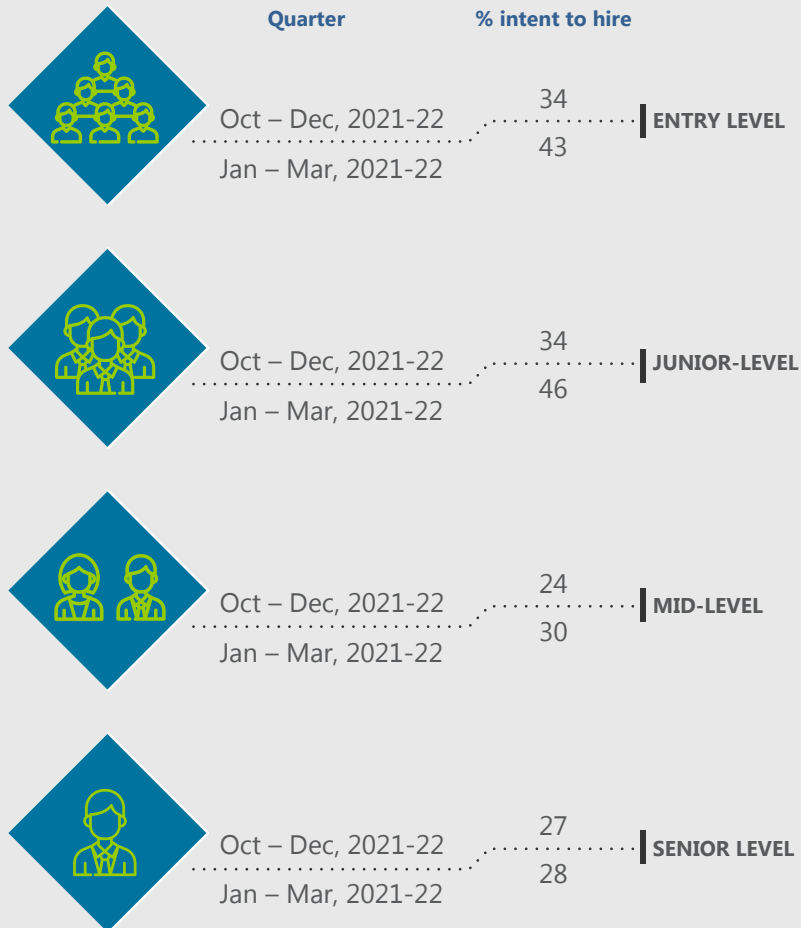 Quarter % intent to hire
Oct – Dec, 2021-22 34
ENTRY LEVEL
Jan – Mar, 2021-22 43
Oct – Dec, 2021-22 34
JUNIOR-LEVEL
Jan – Mar, 2021-22 46
Oct – Dec, 2021-22 24
MID-LEVEL
Jan – Mar, 2021-22 30
Oct – Dec, 2021-22 27
SENIOR LEVEL
Jan – Mar, 2021-22 28